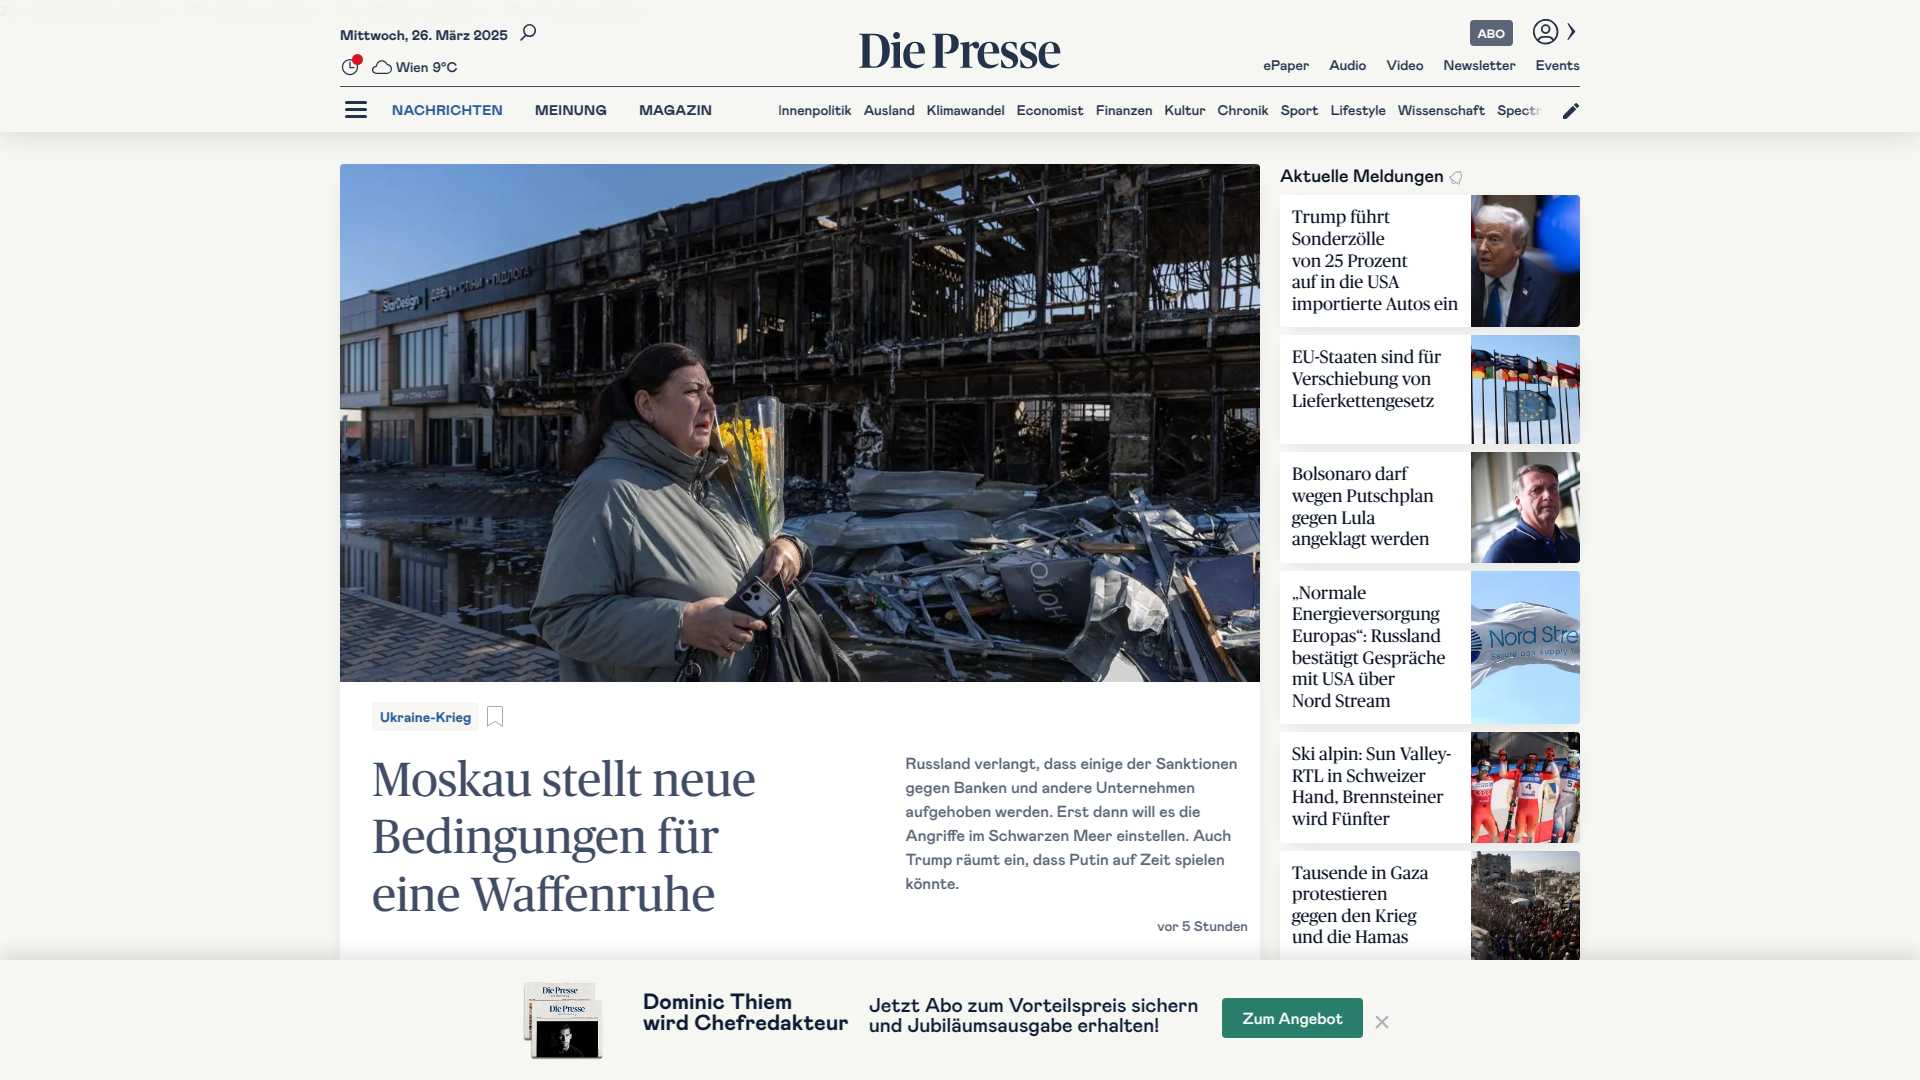 Mittwoch, 26. März 2025
Wien 9°C
Die Presse
ABO
ePaper Audio Video Newsletter Events
NACHRICHTEN MEINUNG MAGAZIN
Innenpolitik Ausland Klimawandel Economist Finanzen Kultur Chronik Sport Lifestyle Wissenschaft Spectr
StarDesign
Ukraine-Krieg
Moskau stellt neue
Bedingungen für
eine Waffenruhe
Russland verlangt, dass einige der Sanktionen
gegen Banken und andere Unternehmen
aufgehoben werden. Erst dann will es die
Angriffe im Schwarzen Meer einstellen. Auch
Trump räumt ein, dass Putin auf Zeit spielen
könnte.
vor 5 Stunden
Aktuelle Meldungen
Trump führt
Sonderzölle
von 25 Prozent
auf in die USA
importierte Autos ein
EU-Staaten sind für
Verschiebung von
Lieferkettengesetz
Bolsonaro darf
wegen Putschplan
gegen Lula
angeklagt werden
„Normale
Energieversorgung
Europas“: Russland
bestätigt Gespräche
mit USA über
Nord Stream
Nord Stre
Ski alpin: Sun Valley-
RTL in Schweizer
Hand, Brennsteiner
wird Fünfter
Tausende in Gaza
protestieren
gegen den Krieg
und die Hamas
Die Presse
Die Presse
Dominic Thiem
wird Chefredakteur
Jetzt Abo zum Vorteilspreis sichern
und Jubiläumsausgabe erhalten!
Zum Angebot